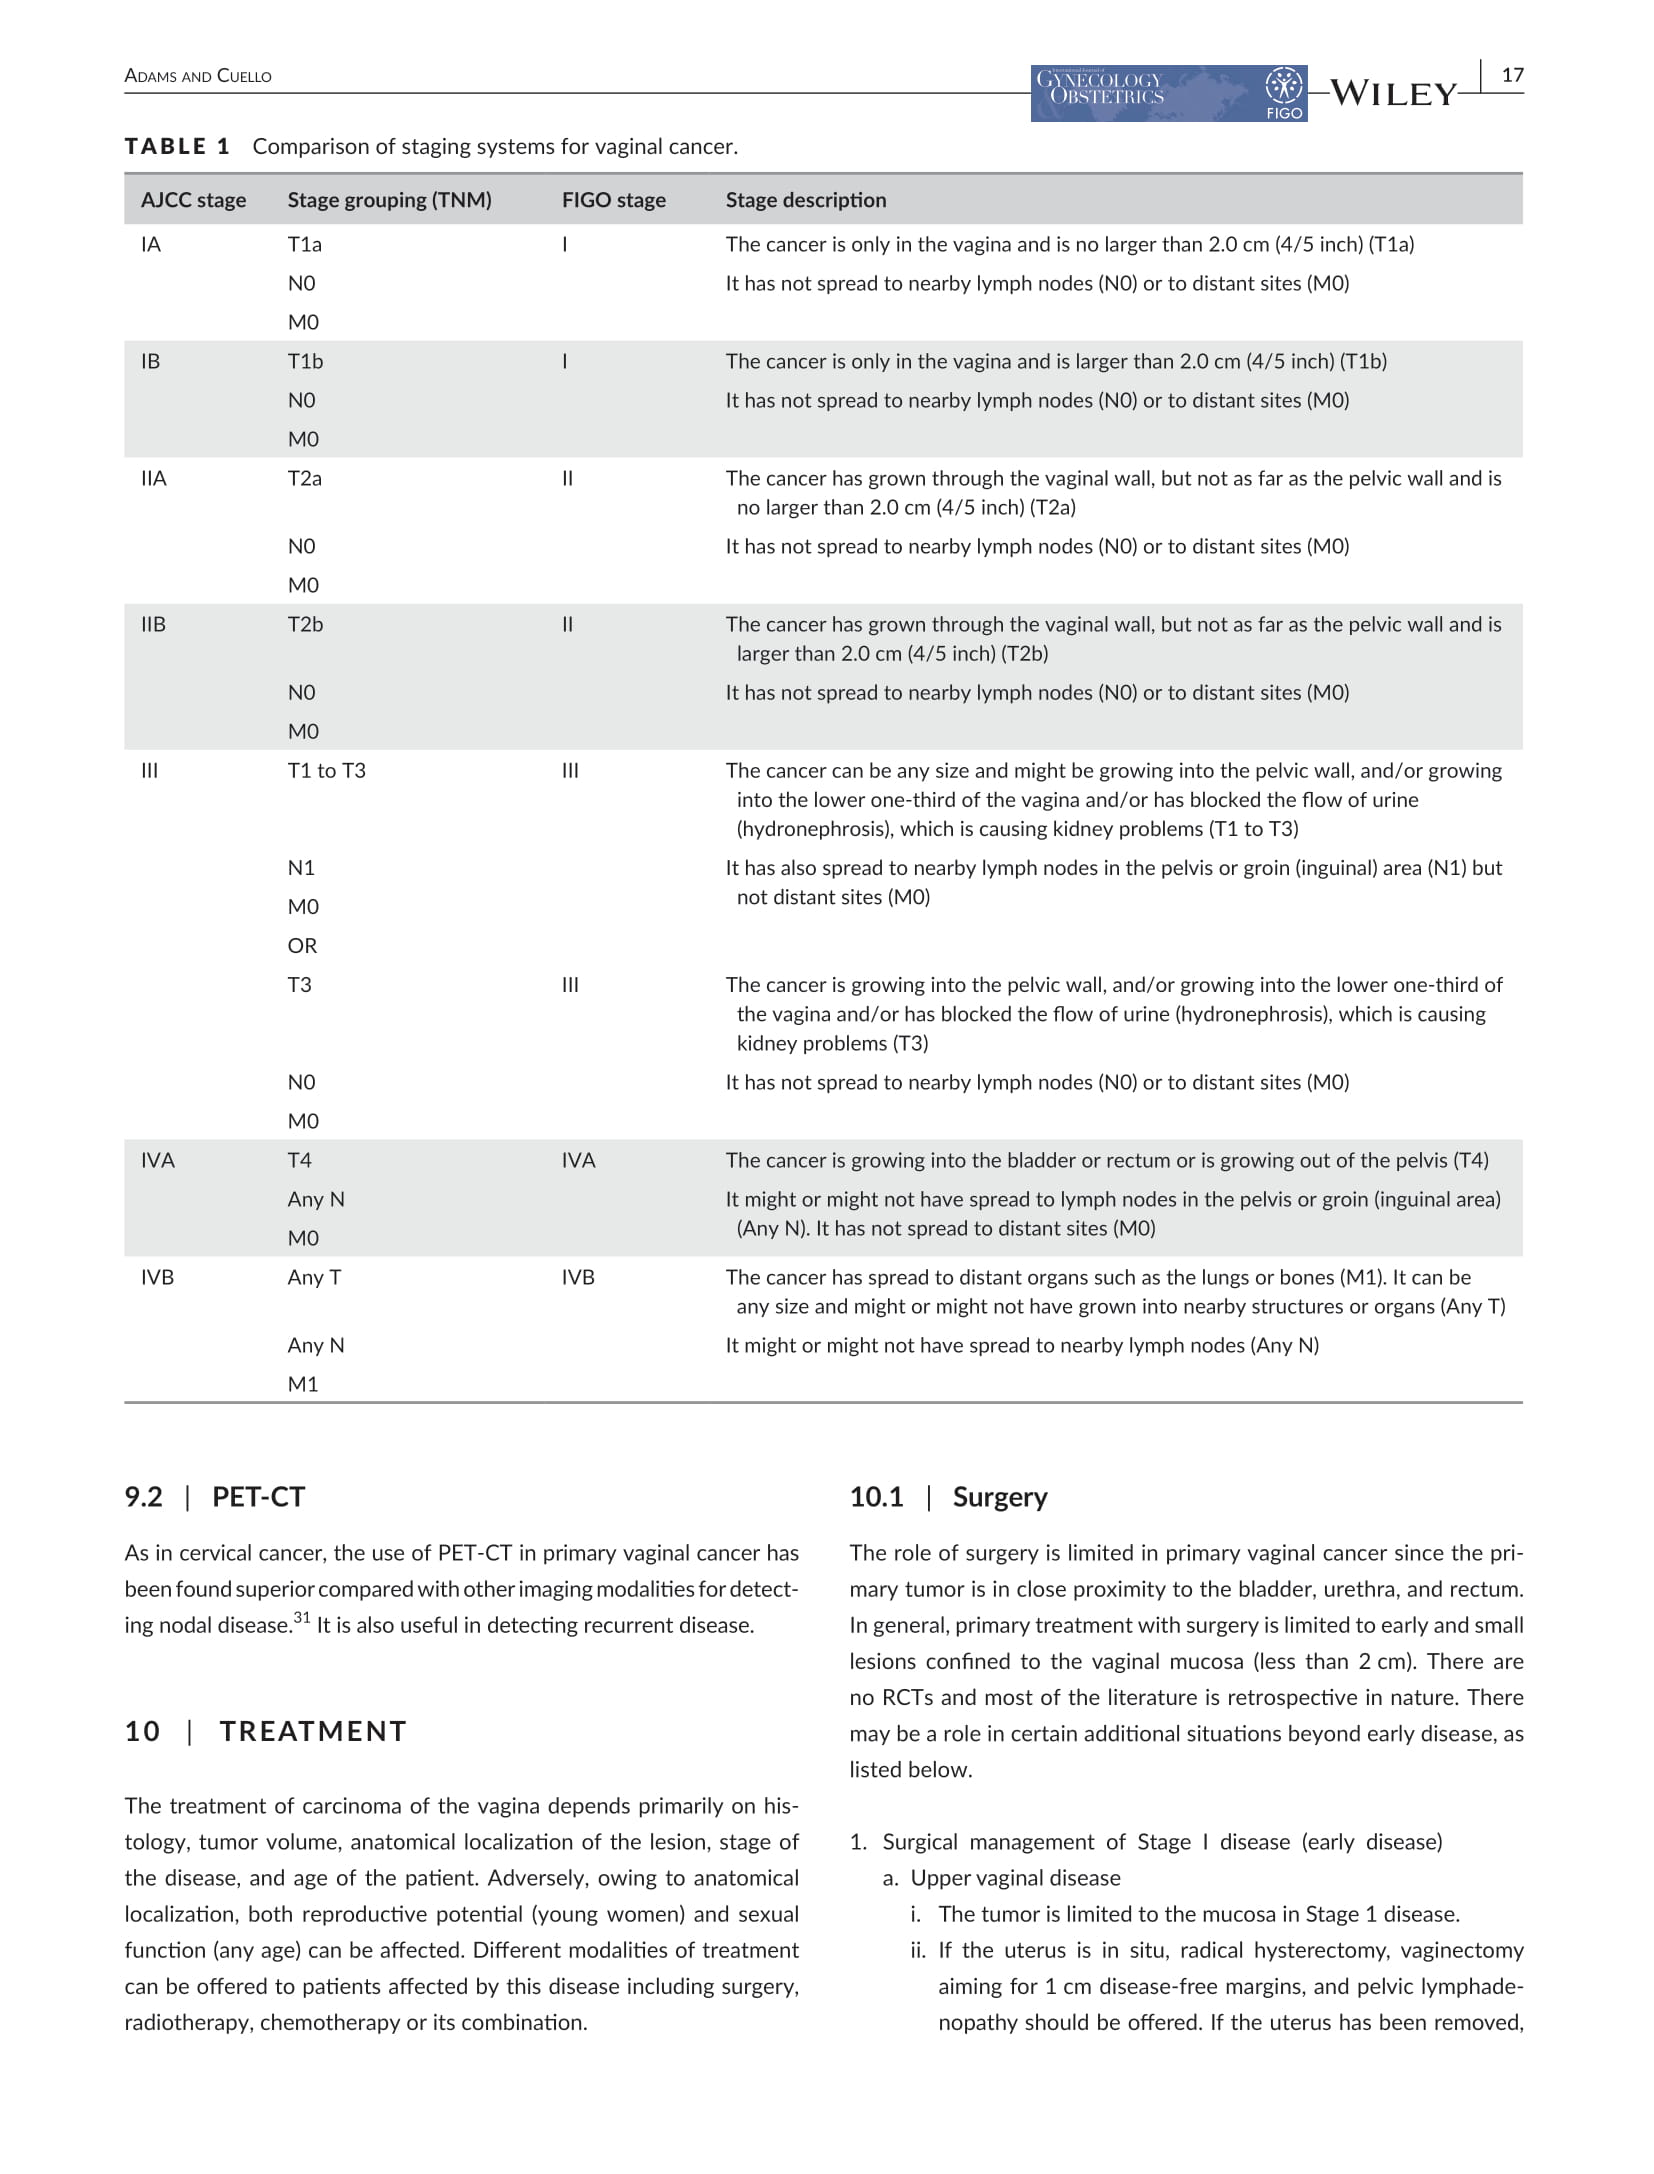 ADAMS AND CUELLO
International Journal of
GYNECOLOGY
& OBSTETRICS
FIGO
WILEY
17
TABLE 1 Comparison of staging systems for vaginal cancer.
AJCC stage Stage grouping (TNM) FIGO stage Stage description
IA T1a I The cancer is only in the vagina and is no larger than 2.0 cm (4/5 inch) (T1a)
N0 It has not spread to nearby lymph nodes (N0) or to distant sites (M0)
M0
IB T1b I The cancer is only in the vagina and is larger than 2.0 cm (4/5 inch) (T1b)
N0 It has not spread to nearby lymph nodes (N0) or to distant sites (M0)
M0
IIA T2a II The cancer has grown through the vaginal wall, but not as far as the pelvic wall and is
no larger than 2.0 cm (4/5 inch) (T2a)
N0 It has not spread to nearby lymph nodes (N0) or to distant sites (M0)
M0
IIB T2b II The cancer has grown through the vaginal wall, but not as far as the pelvic wall and is
larger than 2.0 cm (4/5 inch) (T2b)
N0 It has not spread to nearby lymph nodes (N0) or to distant sites (M0)
M0
III T1 to T3 III The cancer can be any size and might be growing into the pelvic wall, and/or growing
into the lower one-third of the vagina and/or has blocked the flow of urine
(hydronephrosis), which is causing kidney problems (T1 to T3)
N1 It has also spread to nearby lymph nodes in the pelvis or groin (inguinal) area (N1) but
not distant sites (M0)
M0
OR
T3 III The cancer is growing into the pelvic wall, and/or growing into the lower one-third of
the vagina and/or has blocked the flow of urine (hydronephrosis), which is causing
kidney problems (T3)
N0 It has not spread to nearby lymph nodes (N0) or to distant sites (M0)
M0
IVA T4 IVA The cancer is growing into the bladder or rectum or is growing out of the pelvis (T4)
Any N It might or might not have spread to lymph nodes in the pelvis or groin (inguinal area)
(Any N). It has not spread to distant sites (M0)
M0
IVB Any T IVB The cancer has spread to distant organs such as the lungs or bones (M1). It can be
any size and might or might not have grown into nearby structures or organs (Any T)
Any N It might or might not have spread to nearby lymph nodes (Any N)
M1
9.2 | PET-CT
As in cervical cancer, the use of PET-CT in primary vaginal cancer has
been found superior compared with other imaging modalities for detect-
ing nodal disease.31 It is also useful in detecting recurrent disease.
10 | TREATMENT
The treatment of carcinoma of the vagina depends primarily on his-
tology, tumor volume, anatomical localization of the lesion, stage of
the disease, and age of the patient. Adversely, owing to anatomical
localization, both reproductive potential (young women) and sexual
function (any age) can be affected. Different modalities of treatment
can be offered to patients affected by this disease including surgery,
radiotherapy, chemotherapy or its combination.
10.1 | Surgery
The role of surgery is limited in primary vaginal cancer since the pri-
mary tumor is in close proximity to the bladder, urethra, and rectum.
In general, primary treatment with surgery is limited to early and small
lesions confined to the vaginal mucosa (less than 2 cm). There are
no RCTs and most of the literature is retrospective in nature. There
may be a role in certain additional situations beyond early disease, as
listed below.
1. Surgical management of Stage I disease (early disease)
a. Upper vaginal disease
i. The tumor is limited to the mucosa in Stage 1 disease.
ii. If the uterus is in situ, radical hysterectomy, vaginectomy
aiming for 1 cm disease-free margins, and pelvic lymphade-
nopathy should be offered. If the uterus has been removed,